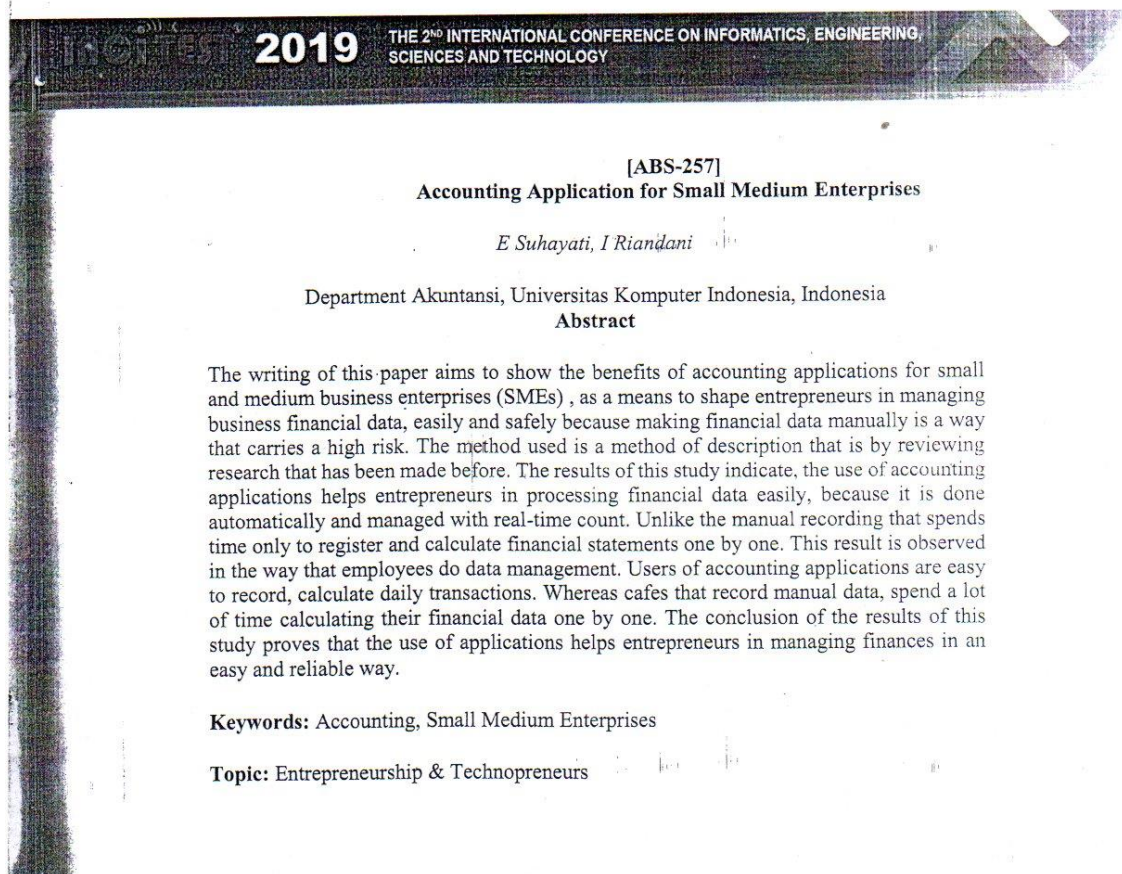 2019
THE 2ND INTERNATIONAL CONFERENCE ON INFORMATICS, ENGINEERING,
SCIENCES AND TECHNOLOGY
[ABS-257]
Accounting Application for Small Medium Enterprises
E Suhayati, I Riandani
Department Akuntansi, Universitas Komputer Indonesia, Indonesia
Abstract
The writing of this paper aims to show the benefits of accounting applications for small
and medium business enterprises (SMEs) , as a means to shape entrepreneurs in managing
business financial data, easily and safely because making financial data manually is a way
that carries a high risk. The method used is a method of description that is by reviewing
research that has been made before. The results of this study indicate, the use of accounting
applications helps entrepreneurs in processing financial data easily, because it is done
automatically and managed with real-time count. Unlike the manual recording that spends
time only to register and calculate financial statements one by one. This result is observed
in the way that employees do data management. Users of accounting applications are easy
to record, calculate daily transactions. Whereas cafes that record manual data, spend a lot
of time calculating their financial data one by one. The conclusion of the results of this
study proves that the use of applications helps entrepreneurs in managing finances in an
easy and reliable way.
Keywords: Accounting, Small Medium Enterprises
Topic: Entrepreneurship & Technopreneurs